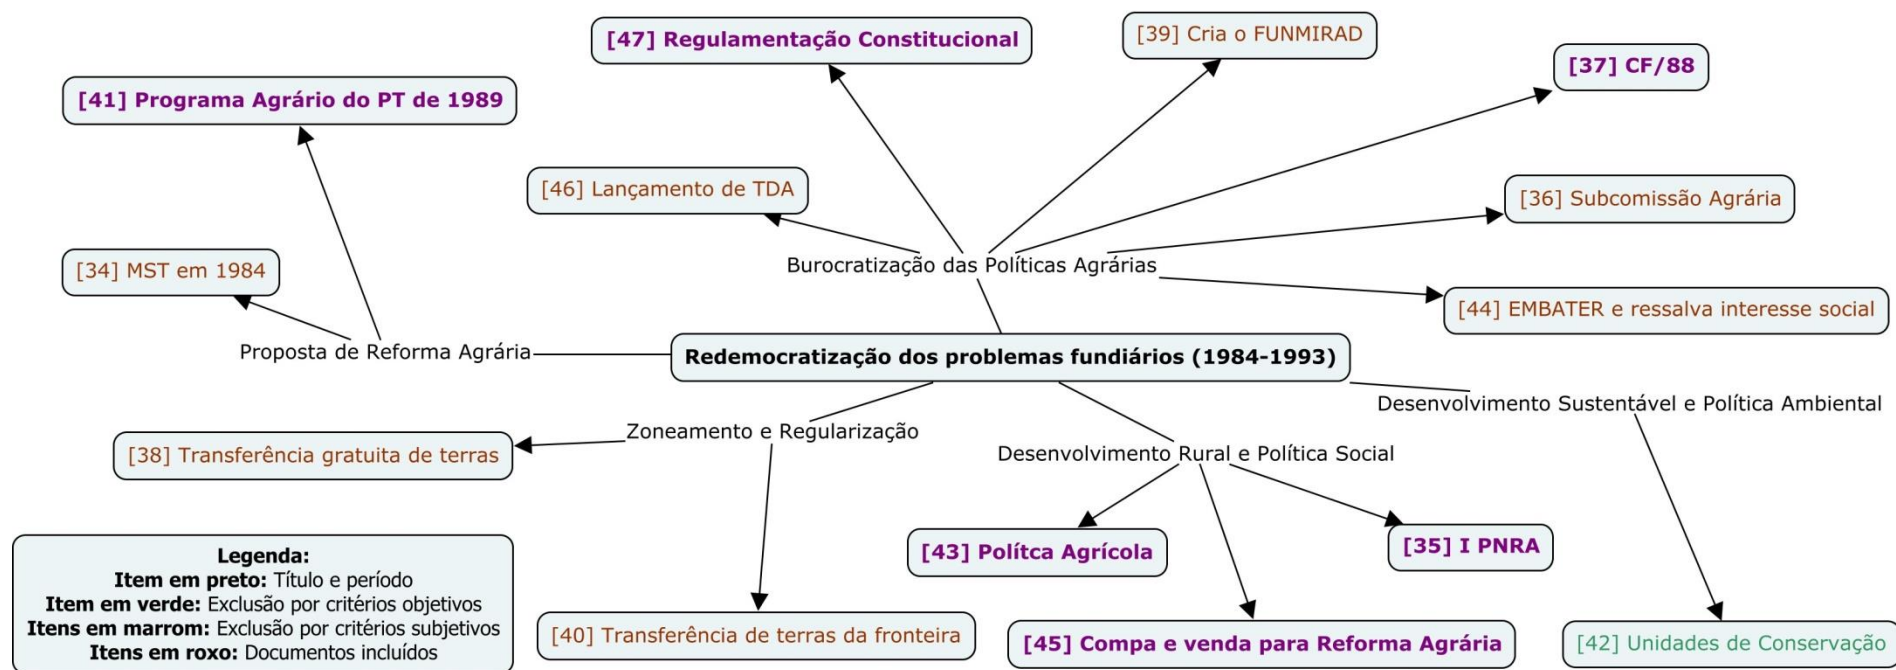 [47] Regulamentação Constitucional
[39] Cria o FUNMIRAD
[37] CF/88
[41] Programa Agrário do PT de 1989
[46] Lançamento de TDA
[36] Subcomissão Agrária
[34] MST em 1984
Burocratização das Políticas Agrárias
[44] EMBATER e ressalva interesse social
Proposta de Reforma Agrária
Redemocratização dos problemas fundiários (1984-1993)
Desenvolvimento Sustentável e Política Ambiental
Zoneamento e Regularização
[38] Transferência gratuita de terras
Desenvolvimento Rural e Política Social
[43] Polítca Agrícola
[35] I PNRA
[40] Transferência de terras da fronteira
[45] Compa e venda para Reforma Agrária
[42] Unidades de Conservação
Legenda:
Item em preto: Título e período
Item em verde: Exclusão por critérios objetivos
Itens em marrom: Exclusão por critérios subjetivos
Itens em roxo: Documentos incluídos